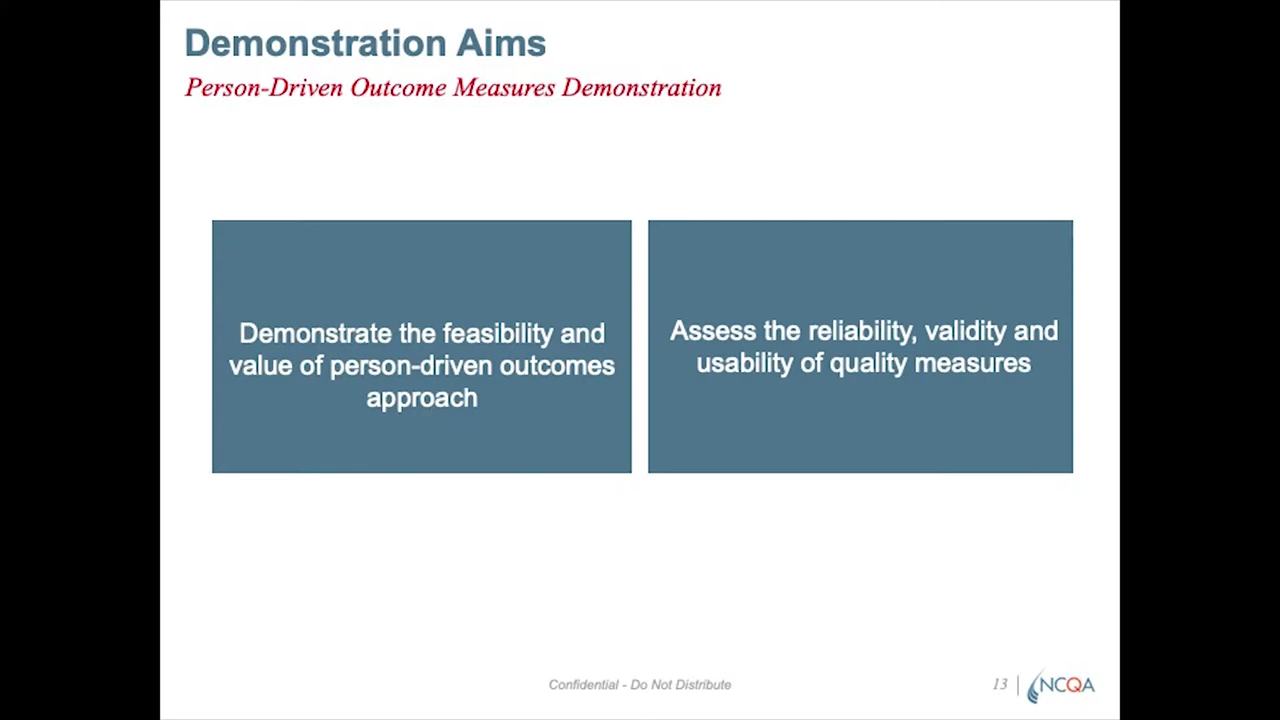 Demonstration Aims
Person-Driven Outcome Measures Demonstration
Demonstrate the feasibility and
value of person-driven outcomes
approach
Assess the reliability, validity and
usability of quality measures
Confidential - Do Not Distribute
13
NCQA